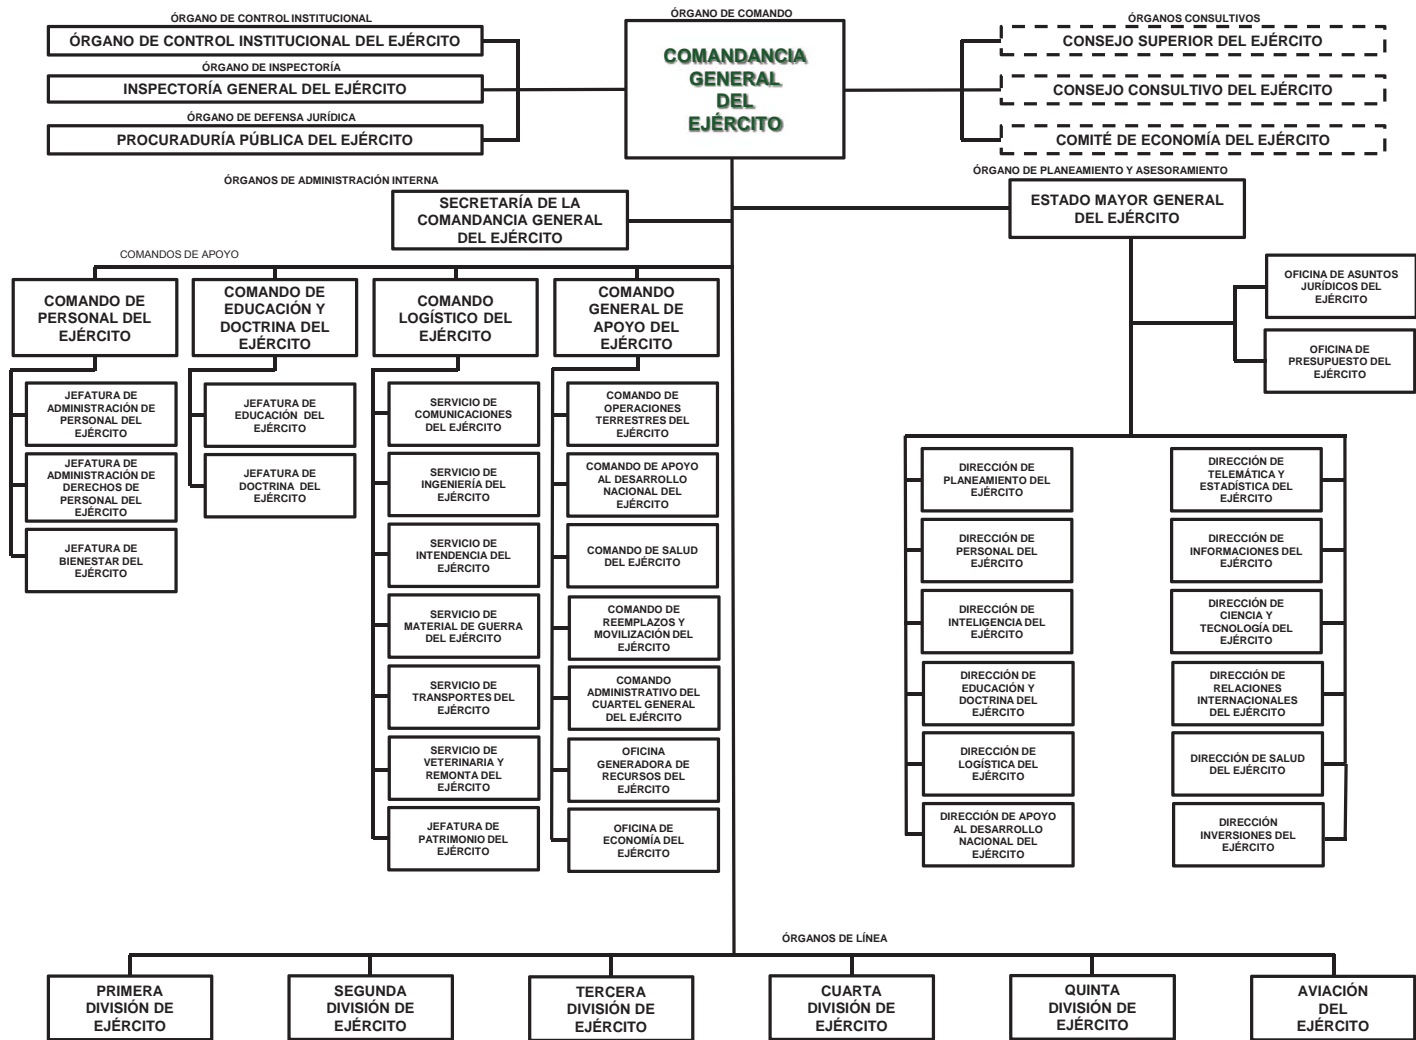 ÓRGANO DE CONTROL INSTITUCIONAL
ÓRGANO DE CONTROL INSTITUCIONAL DEL EJÉRCITO
ÓRGANO DE INSPECTORÍA
INSPECTORÍA GENERAL DEL EJÉRCITO
ÓRGANO DE DEFENSA JURÍDICA
PROCURADURÍA PÚBLICA DEL EJÉRCITO
ÓRGANO DE COMANDO
COMANDANCIA
GENERAL
DEL
EJÉRCITO
ÓRGANOS CONSULTIVOS
CONSEJO SUPERIOR DEL EJÉRCITO
CONSEJO CONSULTIVO DEL EJÉRCITO
COMITÉ DE ECONOMÍA DEL EJÉRCITO
ÓRGANOS DE ADMINISTRACIÓN INTERNA
SECRETARÍA DE LA
COMANDANCIA GENERAL
DEL EJÉRCITO
ÓRGANO DE PLANEAMIENTO Y ASESORAMIENTO
ESTADO MAYOR GENERAL
DEL EJÉRCITO
OFICINA DE ASUNTOS
JURÍDICOS DEL
EJÉRCITO
OFICINA DE
PRESUPUESTO DEL
EJÉRCITO
COMANDOS DE APOYO
COMANDO DE
PERSONAL DEL
EJÉRCITO
JEFATURA DE
ADMINISTRACIÓN DE
PERSONAL DEL
EJÉRCITO
JEFATURA DE
ADMINISTRACIÓN DE
DERECHOS DE
PERSONAL DEL
EJÉRCITO
JEFATURA DE
BIENESTAR DEL
EJÉRCITO
COMANDO DE
EDUCACIÓN Y
DOCTRINA DEL
EJÉRCITO
JEFATURA DE
EDUCACIÓN DEL
EJÉRCITO
JEFATURA DE
DOCTRINA DEL
EJÉRCITO
COMANDO
LOGÍSTICO DEL
EJÉRCITO
SERVICIO DE
COMUNICACIONES
DEL EJÉRCITO
SERVICIO DE
INGENIERÍA DEL
EJÉRCITO
SERVICIO DE
INTENDENCIA DEL
EJÉRCITO
SERVICIO DE
MATERIAL DE GUERRA
DEL EJÉRCITO
SERVICIO DE
TRANSPORTES DEL
EJÉRCITO
SERVICIO DE
VETERINARIA Y
REMONTA DEL
EJÉRCITO
JEFATURA DE
PATRIMONIO DEL
EJÉRCITO
COMANDO
GENERAL DE
APOYO DEL
EJÉRCITO
COMANDO DE
OPERACIONES
TERRESTRES DEL
EJÉRCITO
COMANDO DE APOYO
AL DESARROLLO
NACIONAL DEL
EJÉRCITO
COMANDO DE SALUD
DEL EJÉRCITO
COMANDO DE
REEMPLAZOS Y
MOVILIZACIÓN DEL
EJÉRCITO
COMANDO
ADMINISTRATIVO DEL
CUARTEL GENERAL
DEL EJÉRCITO
OFICINA
GENERADORA DE
RECURSOS DEL
EJÉRCITO
OFICINA DE
ECONOMÍA DEL
EJÉRCITO
DIRECCIÓN DE
PLANEAMIENTO DEL
EJÉRCITO
DIRECCIÓN DE
PERSONAL DEL
EJÉRCITO
DIRECCIÓN DE
INTELIGENCIA DEL
EJÉRCITO
DIRECCIÓN DE
EDUCACIÓN Y
DOCTRINA DEL
EJÉRCITO
DIRECCIÓN DE
LOGÍSTICA DEL
EJÉRCITO
DIRECCIÓN DE APOYO
AL DESARROLLO
NACIONAL DEL
EJÉRCITO
DIRECCIÓN DE
TELEMÁTICA Y
ESTADÍSTICA DEL
EJÉRCITO
DIRECCIÓN DE
INFORMACIONES DEL
EJÉRCITO
DIRECCIÓN DE
CIENCIA Y
TECNOLOGÍA DEL
EJÉRCITO
DIRECCIÓN DE
RELACIONES
INTERNACIONALES
DEL EJÉRCITO
DIRECCIÓN DE SALUD
DEL EJÉRCITO
DIRECCIÓN
INVERSIONES DEL
EJÉRCITO
ÓRGANOS DE LÍNEA
PRIMERA
DIVISIÓN DE
EJÉRCITO
SEGUNDA
DIVISIÓN DE
EJÉRCITO
TERCERA
DIVISIÓN DE
EJÉRCITO
CUARTA
DIVISIÓN DE
EJÉRCITO
QUINTA
DIVISIÓN DE
EJÉRCITO
AVIACIÓN
DEL
EJÉRCITO